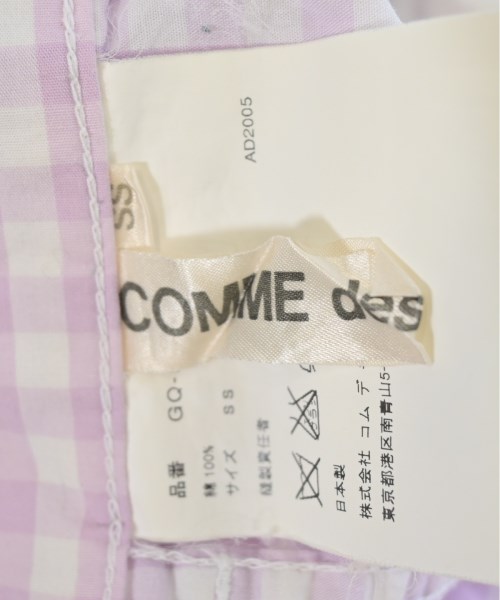 AD2005
SS
COMME des
品番 GQ-
綿 100%
サイズ SS
縫製責任者
日本製
株式会社 コム デ
東京都港区南青山5-